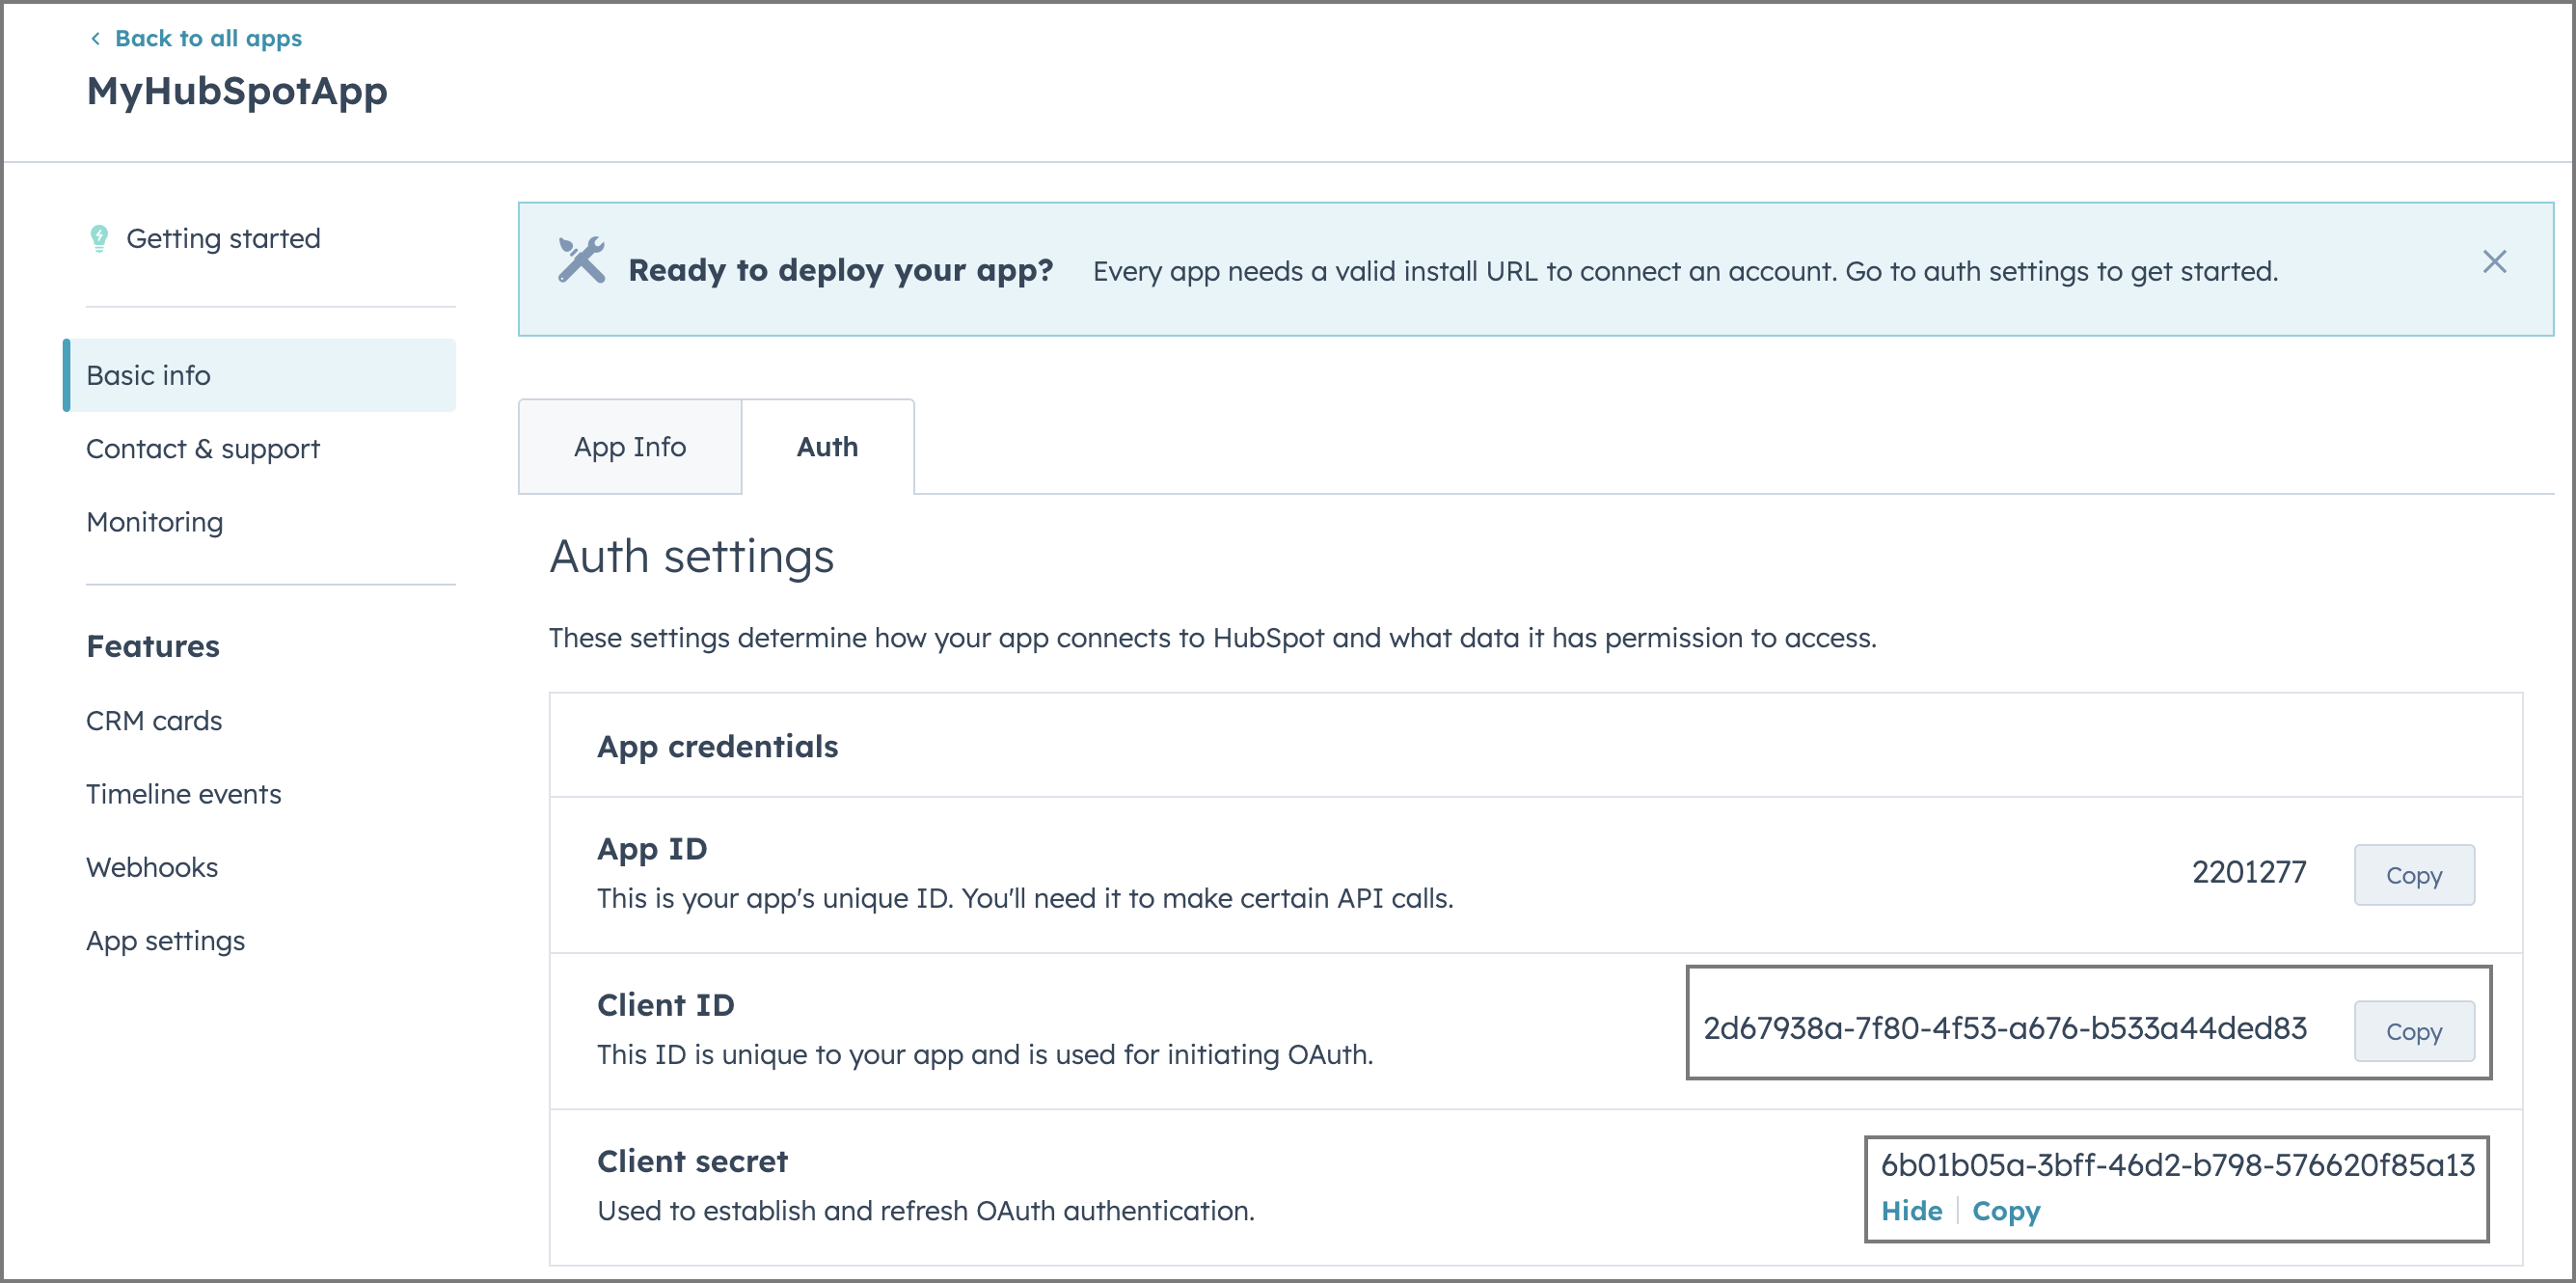 Back to all apps
MyHubSpotApp
Getting started
Basic info
Contact & support
Monitoring
Features
CRM cards
Timeline events
Webhooks
App settings
Ready to deploy your app? Every app needs a valid install URL to connect an account. Go to auth settings to get started.
App Info
Auth
Auth settings
These settings determine how your app connects to HubSpot and what data it has permission to access.
App credentials
App ID
This is your app's unique ID. You'll need it to make certain API calls.
2201277 Copy
Client ID
This ID is unique to your app and is used for initiating OAuth.
2d67938a-7f80-4f53-a676-b533a44ded83 Copy
Client secret
Used to establish and refresh OAuth authentication.
6b01b05a-3bff-46d2-b798-576620f85a13
Hide Copy